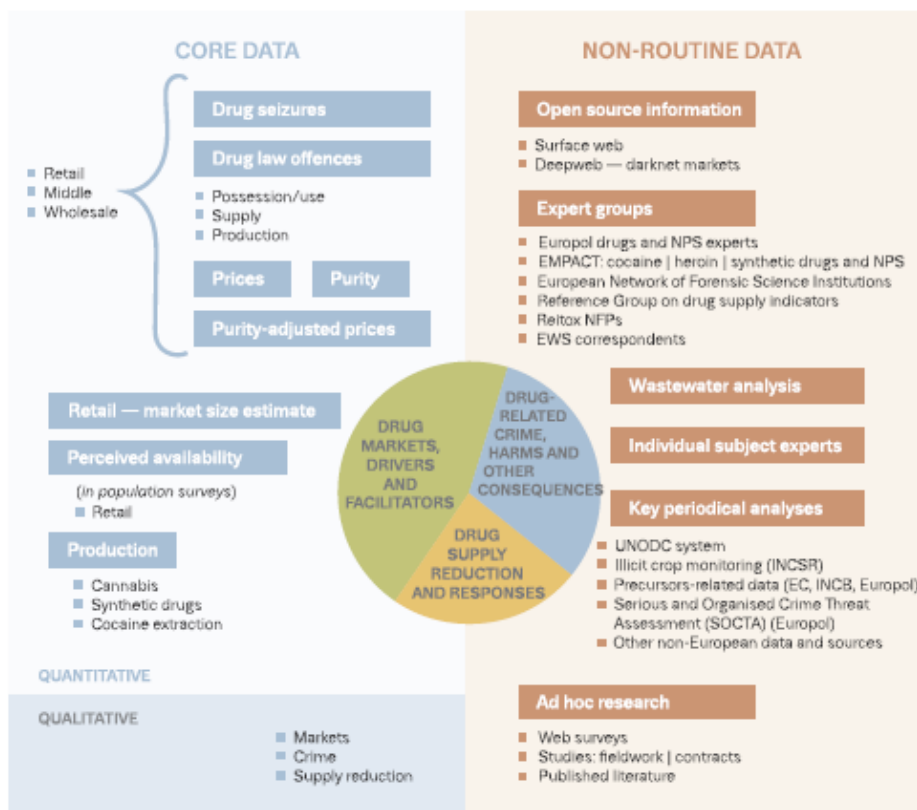 CORE DATA
Drug seizures
Drug law offences
Retail
Middle
Wholesale
Possession/use
Supply
Production
Prices
Purity
Purity-adjusted prices
Retail — market size estimate
Perceived availability
(in population surveys)
Retail
Production
Cannabis
Synthetic drugs
Cocaine extraction
QUANTITATIVE
QUALITATIVE
Markets
Crime
Supply reduction
DRUG
MARKETS,
DRIVERS
AND
FACILITATORS
DRUG-
RELATED
CRIME,
HARMS AND
OTHER
CONSEQUENCES
DRUG
SUPPLY
REDUCTION
AND RESPONSES
NON-ROUTINE DATA
Open source information
Surface web
Deepweb — darknet markets
Expert groups
Europol drugs and NPS experts
EMPACT: cocaine | heroin | synthetic drugs and NPS
European Network of Forensic Science Institutions
Reference Group on drug supply indicators
Reitox NFPs
EWS correspondents
Wastewater analysis
Individual subject experts
Key periodical analyses
UNODC system
Illicit crop monitoring (INCSR)
Precursors-related data (EC, INCB, Europol)
Serious and Organised Crime Threat
Assessment (SOCTA) (Europol)
Other non-European data and sources
Ad hoc research
Web surveys
Studies: fieldwork | contracts
Published literature